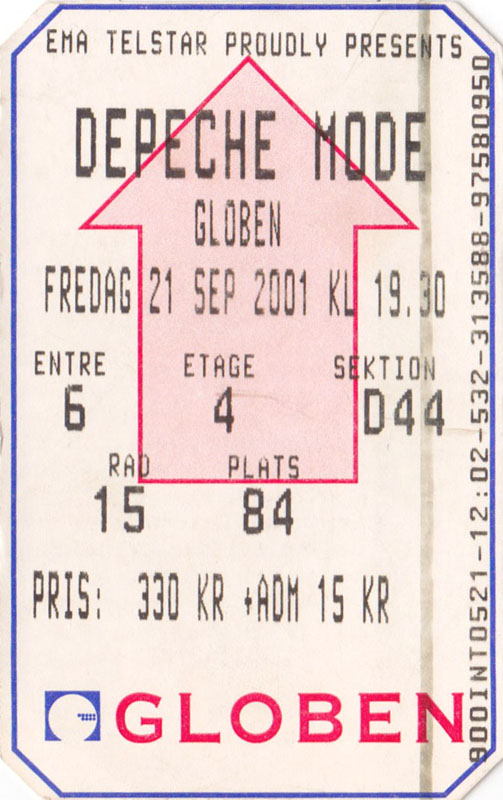 EMA TELSTAR PROUDLY PRESENTS
DEPECHE MODE
GLOBEN
FREDAG 21 SEP 2001 KL 19.30
ENTRE ETAGE SEKTION
6 4 D44
RAD PLATS
15 84
PRIS: 330 KR +ADM 15 KR
GLOBEN
900INT0521-12:02-532-313588-97580950